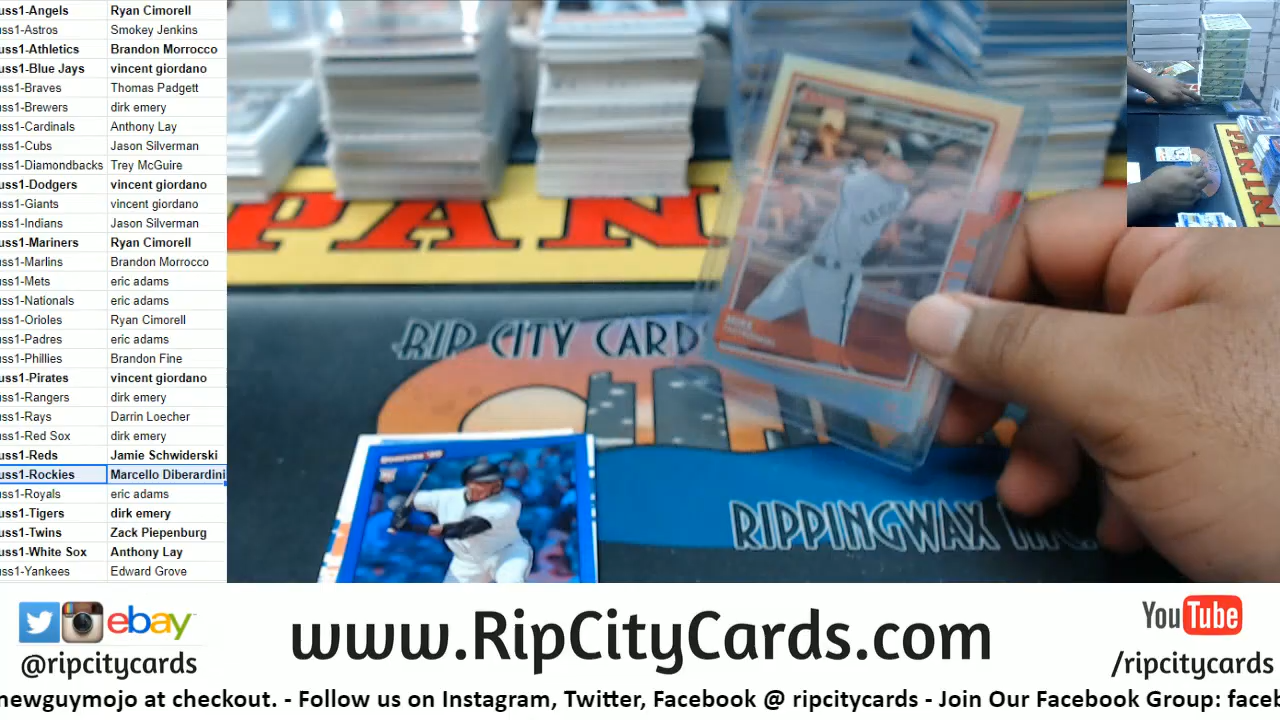 uss1-Angels Ryan Cimorell
uss1-Astros Smokey Jenkins
uss1-Athletics Brandon Morrocco
uss1-Blue Jays vincent giordano
uss1-Braves Thomas Padgett
uss1-Brewers dirk emery
uss1-Cardinals Anthony Lay
uss1-Cubs Jason Silverman
uss1-Diamondbacks Trey McGuire
uss1-Dodgers vincent giordano
uss1-Giants vincent giordano
uss1-Indians Jason Silverman
uss1-Mariners Ryan Cimorell
uss1-Marlins Brandon Morrocco
uss1-Mets eric adams
uss1-Nationals eric adams
uss1-Orioles Ryan Cimorell
uss1-Padres eric adams
uss1-Phillies Brandon Fine
uss1-Pirates vincent giordano
uss1-Rangers dirk emery
uss1-Rays Darrin Loecher
uss1-Red Sox dirk emery
uss1-Reds Jamie Schwiderski
uss1-Rockies Marcello Diberardini
uss1-Royals eric adams
uss1-Tigers dirk emery
uss1-Twins Zack Piepenburg
uss1-White Sox Anthony Lay
uss1-Yankees Edward Grove
PANI
PANINI
RIP CITY CARDS
RIPPINGWAX INC
MIKE
ebay
@ripcitycards
www.RipCityCards.com
YouTube
/ripcitycards
newguymojo at checkout. - Follow us on Instagram, Twitter, Facebook @ ripcitycards - Join Our Facebook Group: faceb